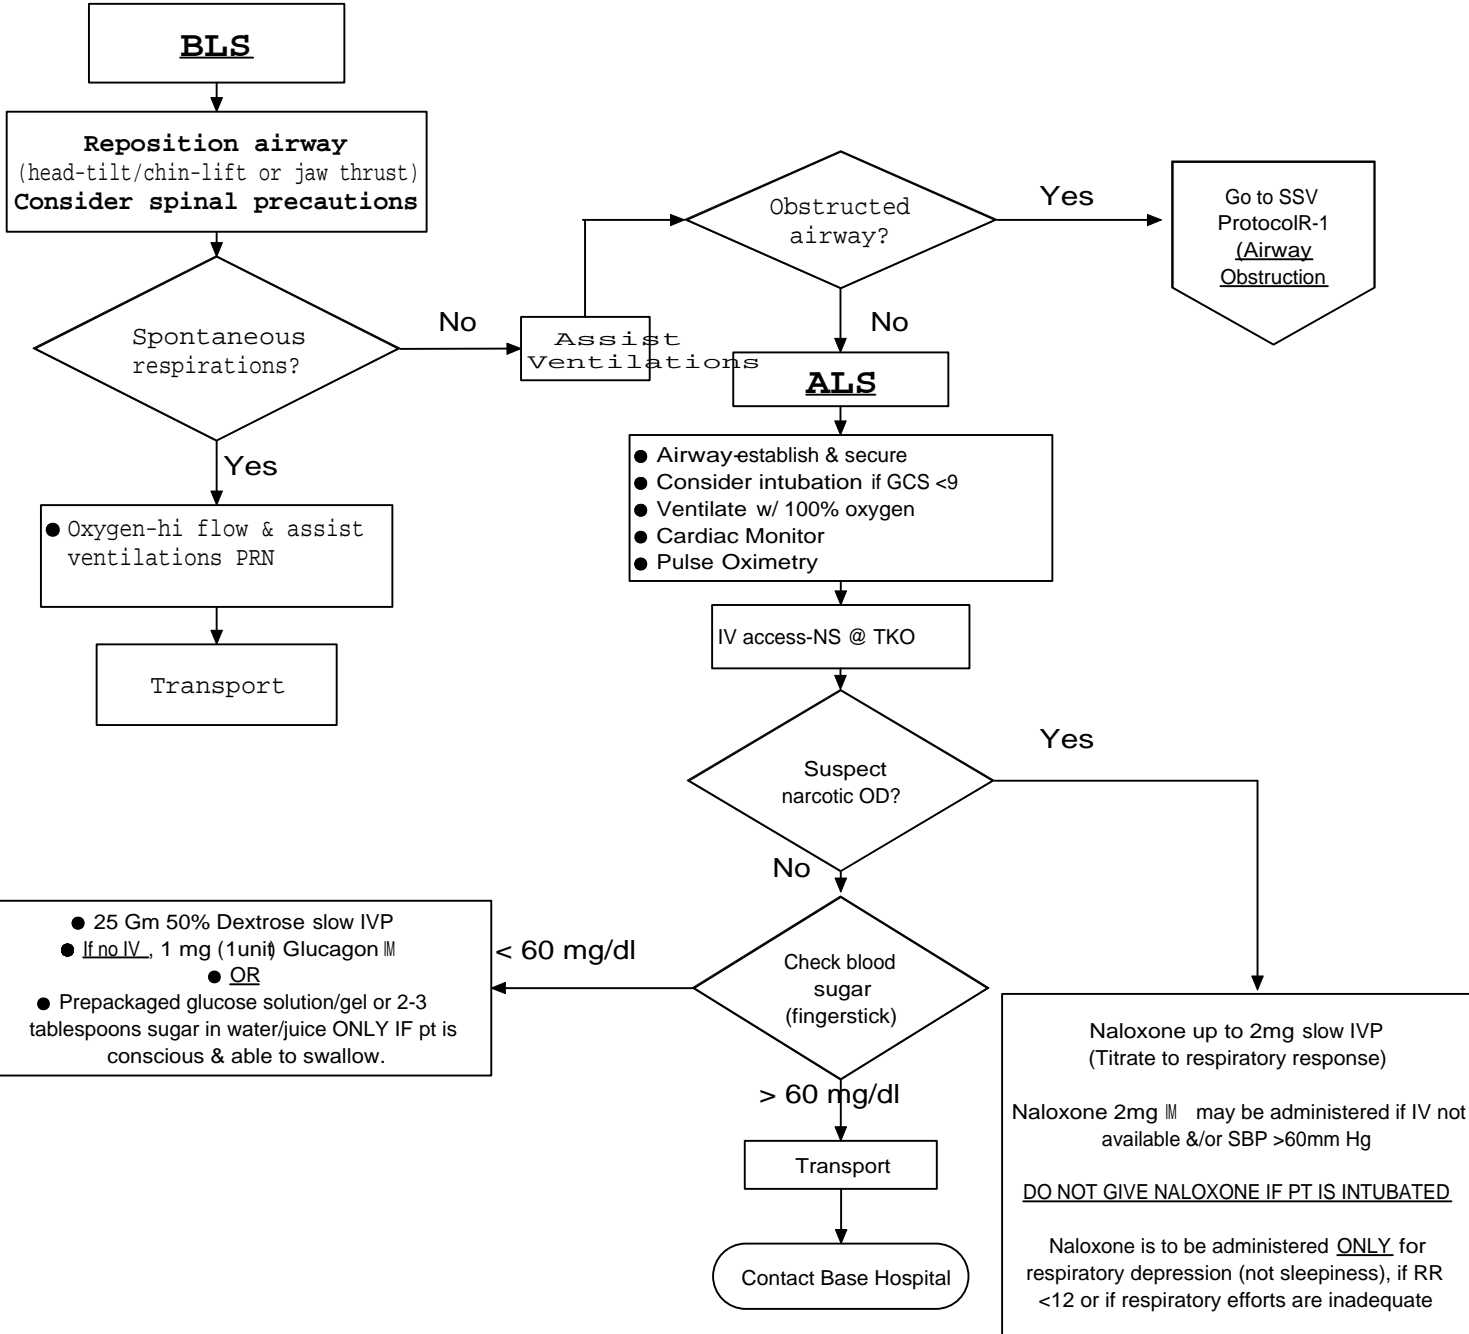 BLS
Reposition airway
(head-tilt/chin-lift or jaw thrust)
Consider spinal precautions
Spontaneous
respirations?
No
Assist
Ventilations
Obstructed
airway?
Yes
Go to SSV
ProtocolR-1
(Airway
Obstruction
No
ALS
● Airway-establish & secure
● Consider intubation if GCS <9
● Ventilate w/ 100% oxygen
● Cardiac Monitor
● Pulse Oximetry
Yes
● Oxygen-hi flow & assist
ventilations PRN
Transport
IV access-NS @ TKO
Suspect
narcotic OD?
Yes
No
Check blood
sugar
(fingerstick)
< 60 mg/dl
● 25 Gm 50% Dextrose slow IVP
● If no IV , 1 mg (1unit) Glucagon IM
● OR
● Prepackaged glucose solution/gel or 2-3
tablespoons sugar in water/juice ONLY IF pt is
conscious & able to swallow.
> 60 mg/dl
Transport
Contact Base Hospital
Naloxone up to 2mg slow IVP
(Titrate to respiratory response)
Naloxone 2mg IM may be administered if IV not
available &/or SBP >60mm Hg
DO NOT GIVE NALOXONE IF PT IS INTUBATED
Naloxone is to be administered ONLY for
respiratory depression (not sleepiness), if RR
<12 or if respiratory efforts are inadequate